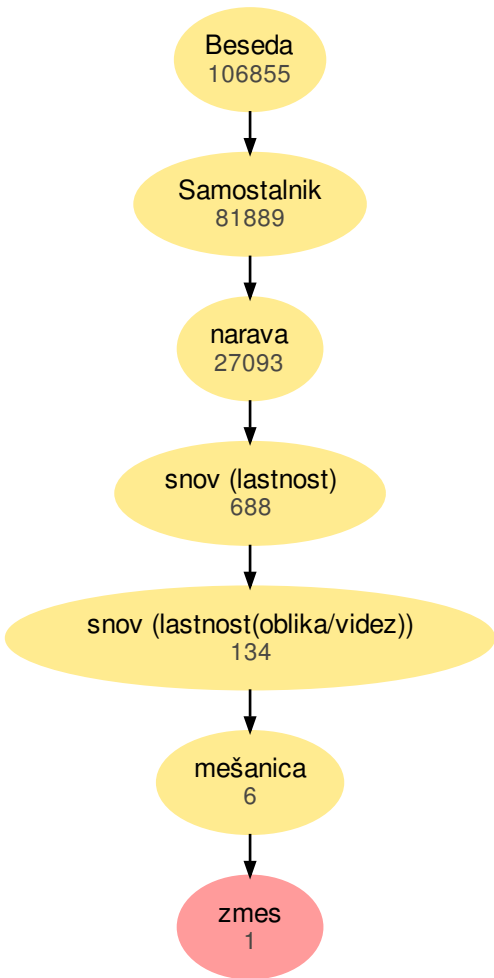 Beseda
106855
Samostalnik
81889
narava
27093
snov (lastnost)
688
snov (lastnost(oblika/videz))
134
mešanica
6
zmes
1